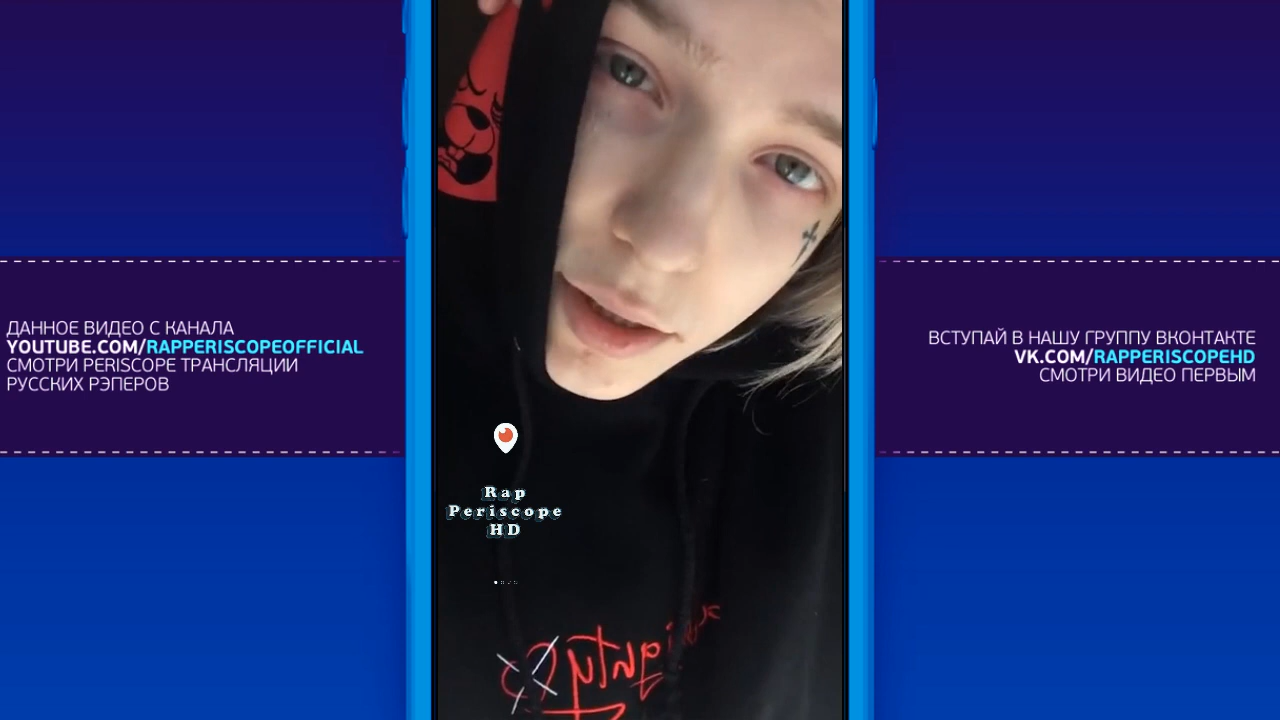 ДАННОЕ ВИДЕО С КАНАЛА
YOUTUBE.COM/RAPPERISCOPEOFFICIAL
СМОТРИ PERISCOPE ТРАНСЛЯЦИИ
РУССКИХ РЭПЕРОВ
ВСТУПАЙ В НАШУ ГРУППУ ВКОНТАКТЕ
VK.COM/RAPPERISCOPEHD
СМОТРИ ВИДЕО ПЕРВЫМ
Rap
Periscope
HD